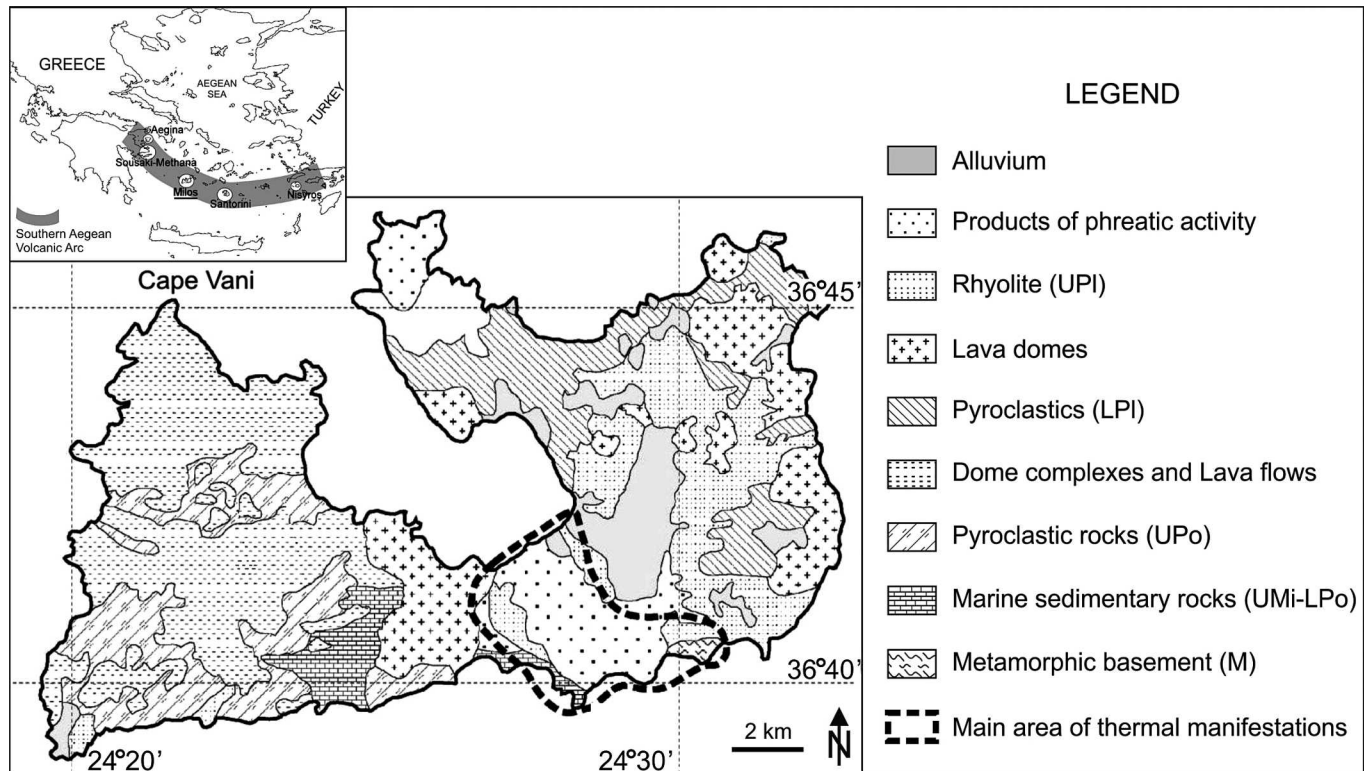 GREECE
AEGEAN
SEA
TURKEY
Aegina
Sousaki-Methana
Milos
Santorini
Nisyros
Southern Aegean
Volcanic Arc
Cape Vani
36°45'
36°40'
24°20'
24°30'
2 km
N
LEGEND
Alluvium
Products of phreatic activity
Rhyolite (UPl)
Lava domes
Pyroclastics (LPl)
Dome complexes and Lava flows
Pyroclastic rocks (UPo)
Marine sedimentary rocks (UMi-LPo)
Metamorphic basement (M)
Main area of thermal manifestations